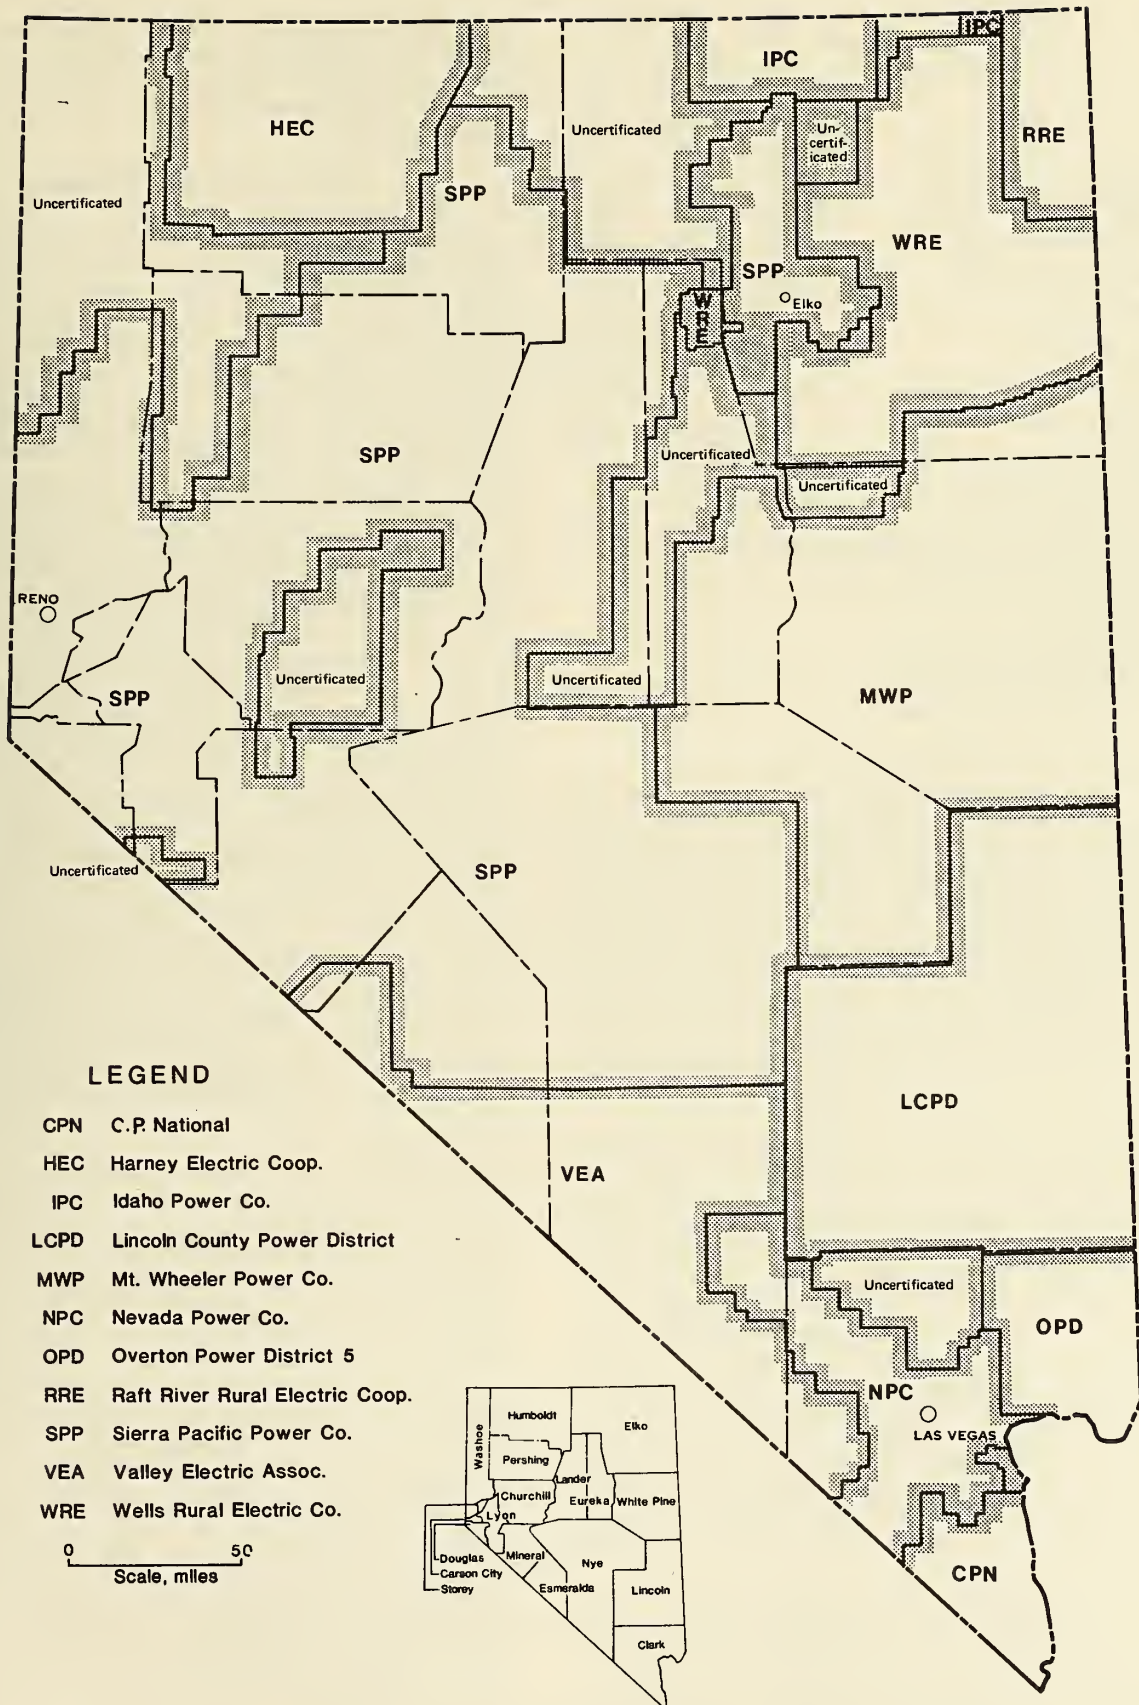 IPC
IPC
HEC
Uncertificated
Un-
certif-
icated
RRE
SPP
Uncertificated
WRE
SPP
Elko
W
R
E
SPP
Uncertificated
Uncertificated
RENO
Uncertificated
Uncertificated
SPP
MWP
Uncertificated
SPP
LEGEND
CPN C.P. National
HEC Harney Electric Coop.
IPC Idaho Power Co.
LCPD Lincoln County Power District
MWP Mt. Wheeler Power Co.
NPC Nevada Power Co.
OPD Overton Power District 5
RRE Raft River Rural Electric Coop.
SPP Sierra Pacific Power Co.
VEA Valley Electric Assoc.
WRE Wells Rural Electric Co.
0 50
Scale, miles
LCPD
VEA
Uncertificated
OPD
NPC
LAS VEGAS
CPN
Washoe
Humboldt
Elko
Pershing
Lander
Churchill
Eureka
White Pine
Lyon
Douglas
Carson City
Storey
Mineral
Nye
Esmeralda
Lincoln
Clark